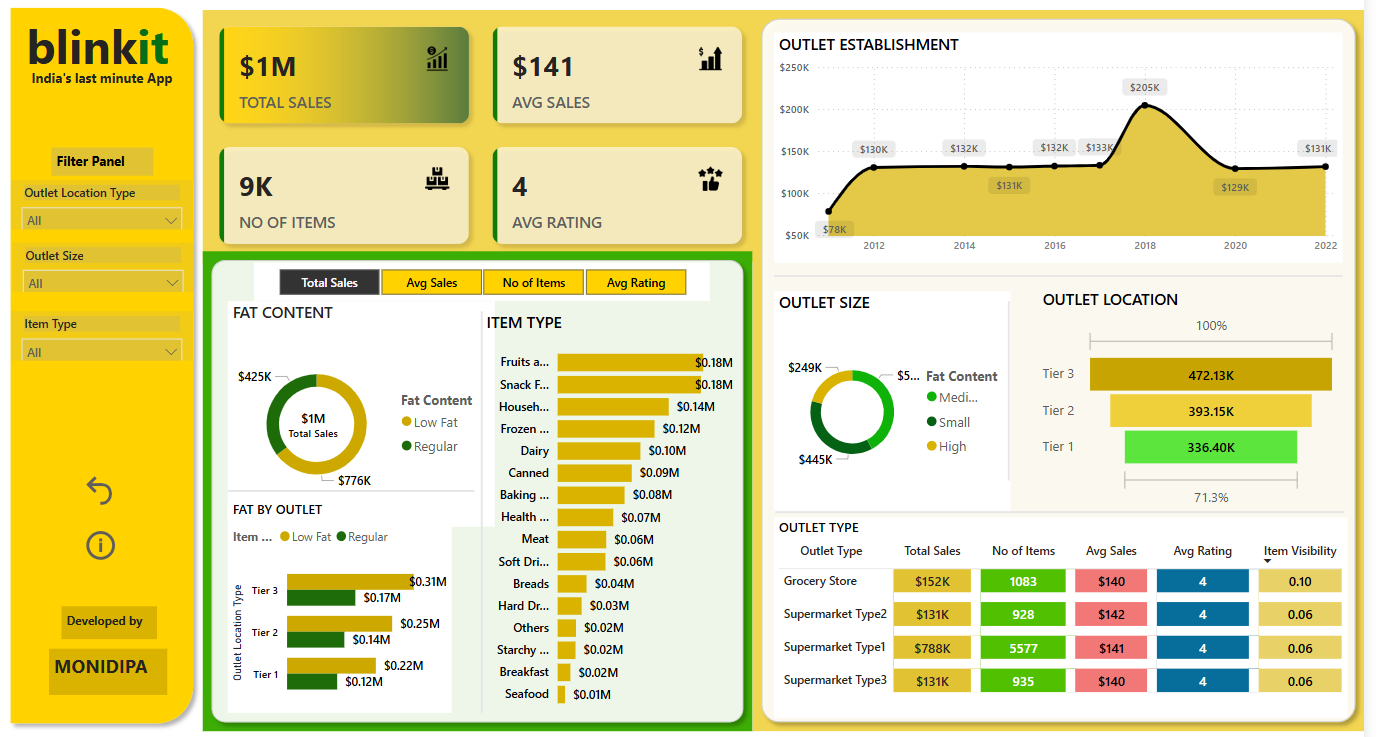 blinkit
India's last minute App
Filter Panel
Outlet Location Type
All
Outlet Size
All
Item Type
All
Developed by
MONIDIPA
$1M
TOTAL SALES
$141
AVG SALES
9K
NO OF ITEMS
4
AVG RATING
Total Sales
Avg Sales
No of Items
Avg Rating
FAT CONTENT
$425K
$1M
Total Sales
$776K
Fat Content
Low Fat
Regular
FAT BY OUTLET
Item ...
Low Fat
Regular
Outlet Location Type
Tier 3
$0.31M
$0.17M
Tier 2
$0.25M
$0.14M
Tier 1
$0.22M
$0.12M
ITEM TYPE
Fruits a... $0.18M
Snack F... $0.18M
Househ... $0.14M
Frozen ... $0.12M
Dairy $0.10M
Canned $0.09M
Baking ... $0.08M
Health ... $0.07M
Meat $0.06M
Soft Dri... $0.06M
Breads $0.04M
Hard Dr... $0.03M
Others $0.02M
Starchy ... $0.02M
Breakfast $0.02M
Seafood $0.01M
OUTLET ESTABLISHMENT
$250K
$200K
$150K
$100K
$50K
$78K
$130K
$132K
$131K
$132K
$133K
$205K
$129K
$131K
2012 2014 2016 2018 2020 2022
OUTLET SIZE
$249K
$5...
$445K
Fat Content
Medi...
Small
High
OUTLET LOCATION
100%
Tier 3 472.13K
Tier 2 393.15K
Tier 1 336.40K
71.3%
OUTLET TYPE
Outlet Type Total Sales No of Items Avg Sales Avg Rating Item Visibility
Grocery Store $152K 1083 $140 4 0.10
Supermarket Type2 $131K 928 $142 4 0.06
Supermarket Type1 $788K 5577 $141 4 0.06
Supermarket Type3 $131K 935 $140 4 0.06